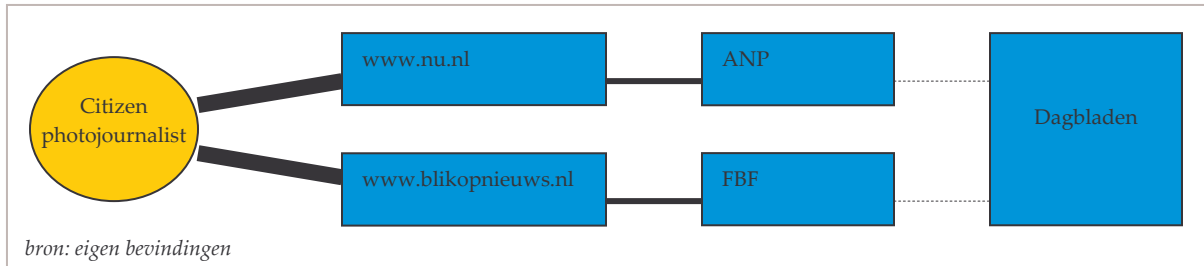 Citizen
photojournalist
www.nu.nl
ANP
Dagbladen
www.blikopnieuws.nl
FBF
bron: eigen bevindingen